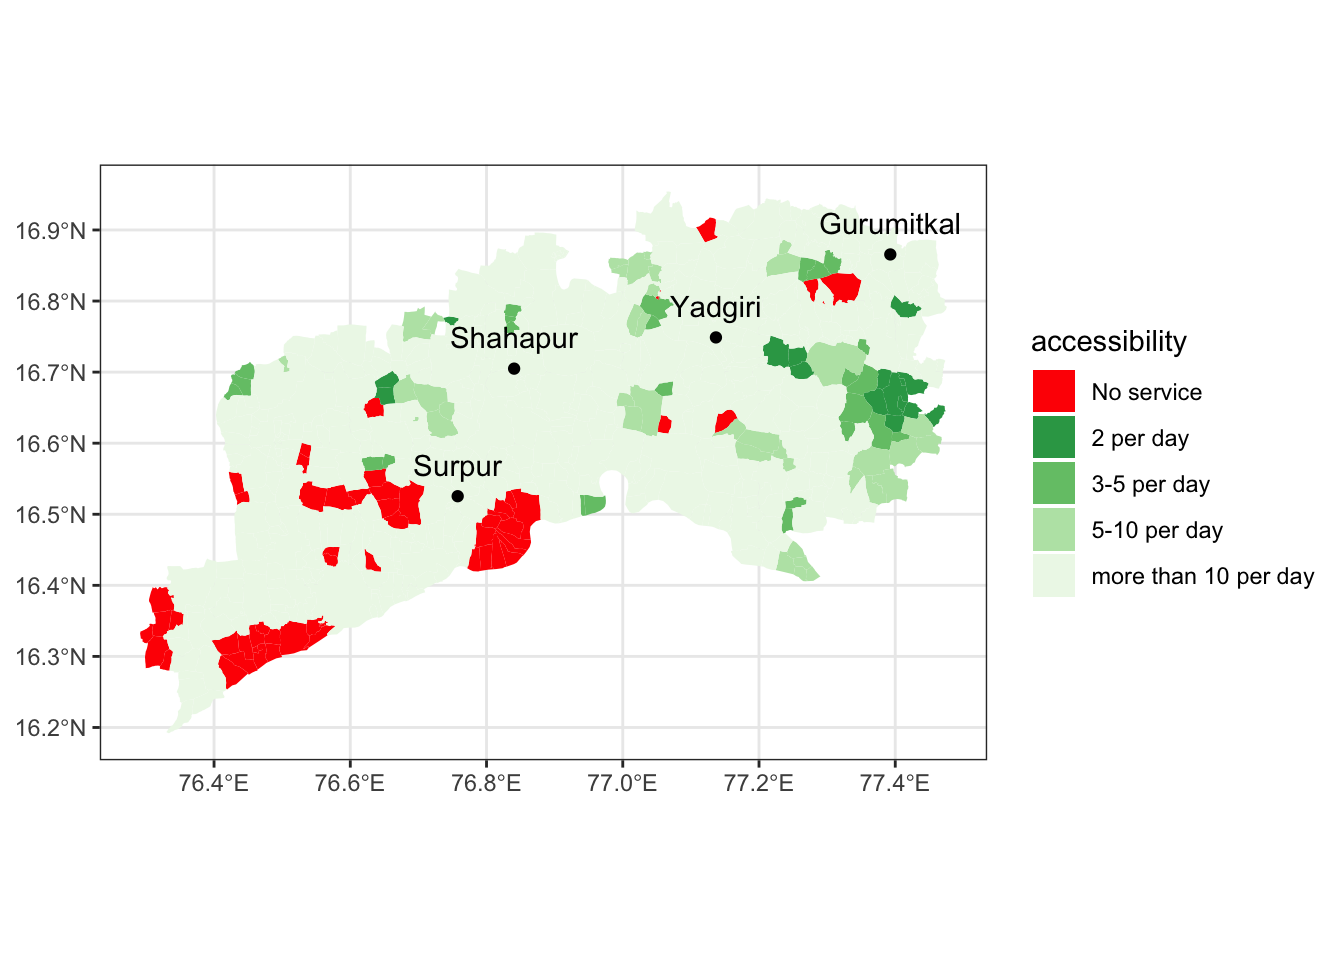 Gurumitkal
Yadgiri
Shahapur
Surpur
16.9°N
16.8°N
16.7°N
16.6°N
16.5°N
16.4°N
16.3°N
16.2°N
76.4°E 76.6°E 76.8°E 77.0°E 77.2°E 77.4°E
accessibility
No service
2 per day
3-5 per day
5-10 per day
more than 10 per day